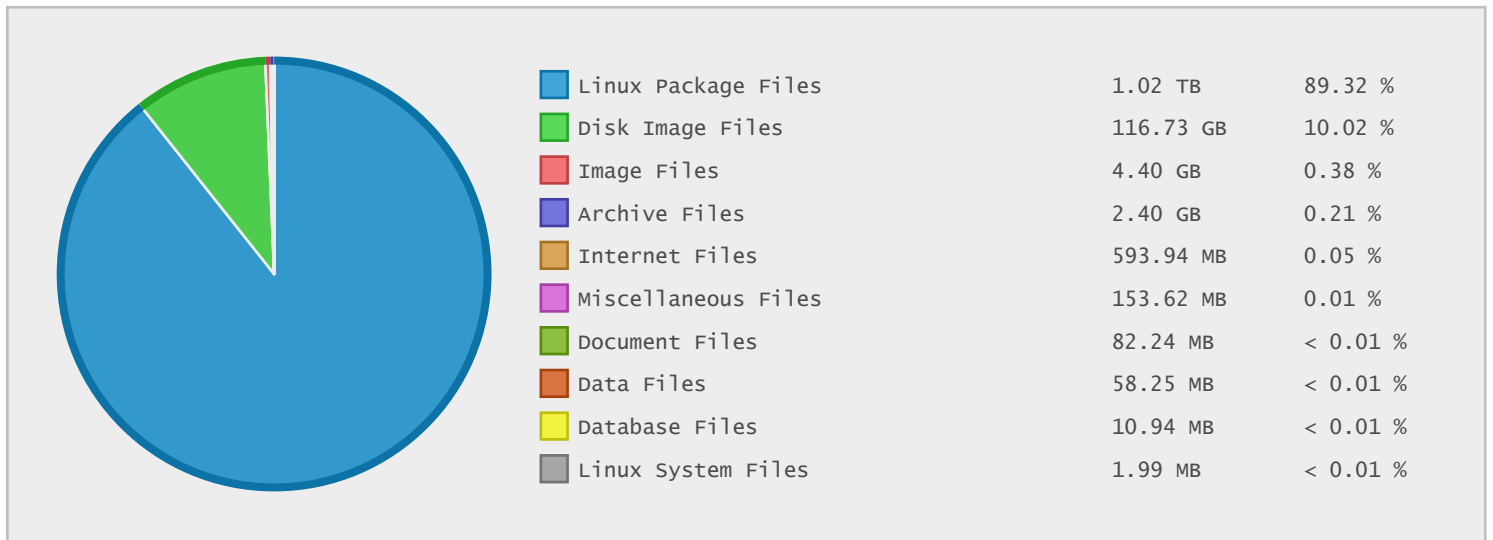 Linux Package Files 1.02 TB 89.32 %
Disk Image Files 116.73 GB 10.02 %
Image Files 4.40 GB 0.38 %
Archive Files 2.40 GB 0.21 %
Internet Files 593.94 MB 0.05 %
Miscellaneous Files 153.62 MB 0.01 %
Document Files 82.24 MB < 0.01 %
Data Files 58.25 MB < 0.01 %
Database Files 10.94 MB < 0.01 %
Linux System Files 1.99 MB < 0.01 %